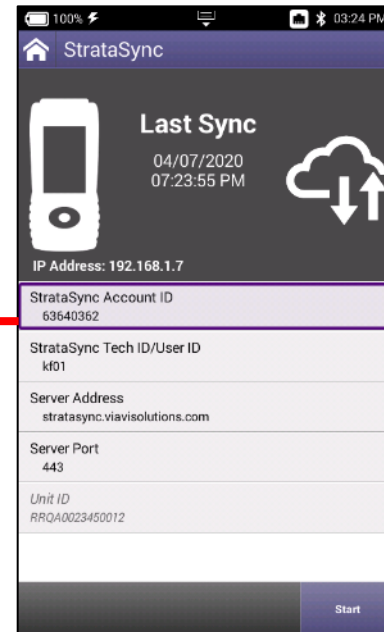 100% 03:24 PM
StrataSync
Last Sync
04/07/2020
07:23:55 PM
IP Address: 192.168.1.7
StrataSync Account ID
63640362
StrataSync Tech ID/User ID
kf01
Server Address
stratasync.viavisolutions.com
Server Port
443
Unit ID
RRQA0023450012
Start